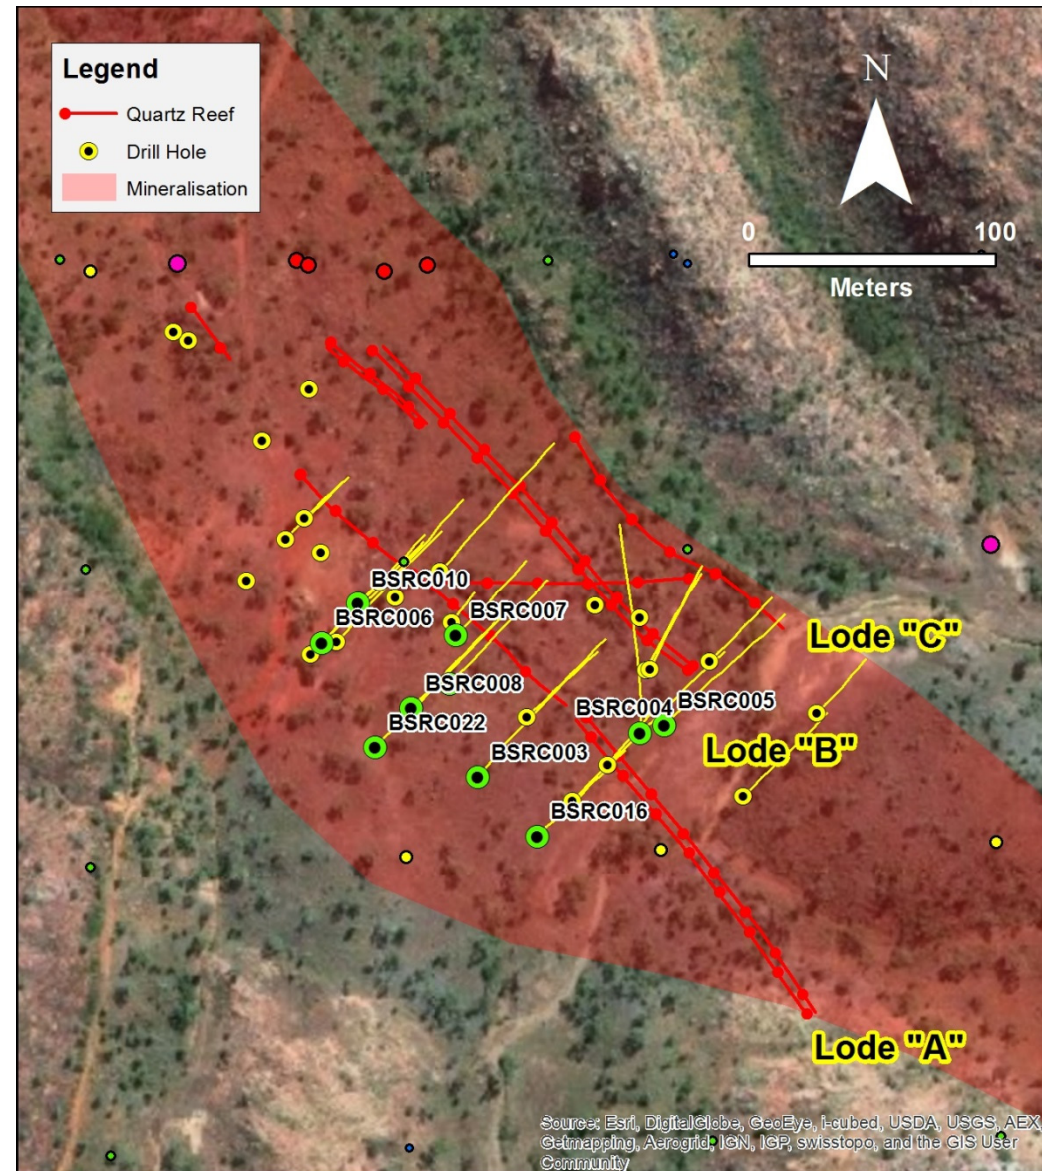 Legend
Quartz Reef
Drill Hole
Mineralisation
N
0 100
Meters
BSRC010
BSRC006
BSRC007
BSRC008
BSRC022
BSRC003
BSRC004
BSRC005
BSRC016
Lode "C"
Lode "B"
Lode "A"
Source: Esri, DigitalGlobe, GeoEye, i-cubed, USDA, USGS, AEX,
Getmapping, Aerogrid, IGN, IGP, swisstopo, and the GIS User
Community